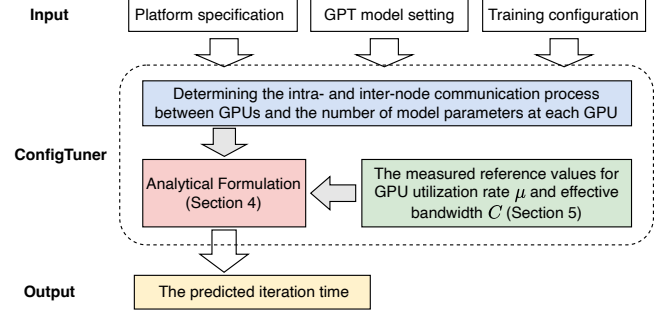 Input
Platform specification
GPT model setting
Training configuration
Determining the intra- and inter-node communication process
between GPUs and the number of model parameters at each GPU
ConfigTuner
Analytical Formulation
(Section 4)
The measured reference values for
GPU utilization rate μ and effective
bandwidth C (Section 5)
Output
The predicted iteration time